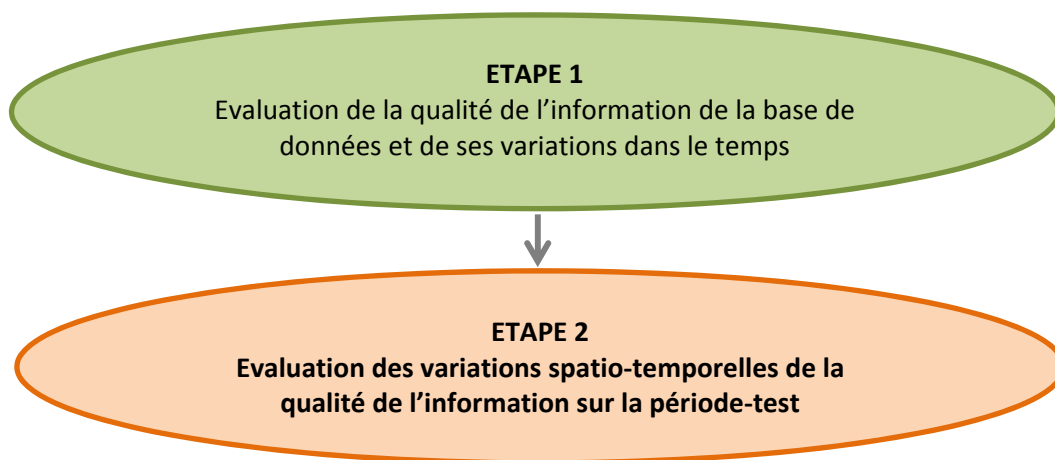 ETAPE 1
Evaluation de la qualité de l’information de la base de
données et de ses variations dans le temps
ETAPE 2
Evaluation des variations spatio-temporelles de la
qualité de l’information sur la période-test